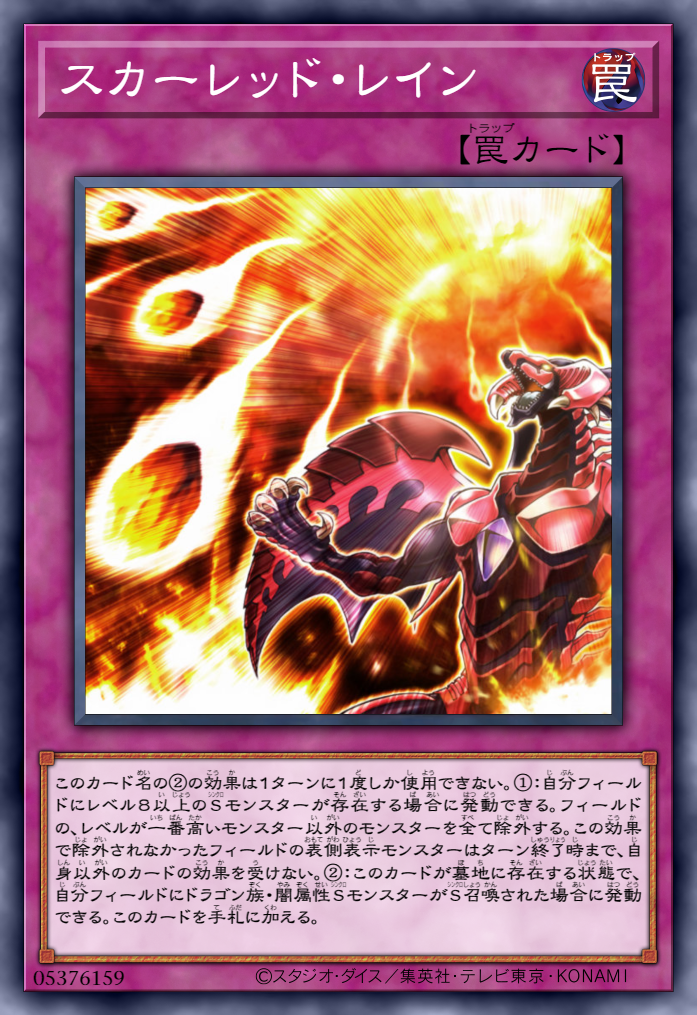 スカーレッド・レイン
トラップ
罠
トラップ
【罠カード】
このカード名の②の効果は1ターンに1度しか使用できない。①：自分フィール
ドにレベル8以上のSモンスターが存在する場合に発動できる。フィールド
の、レベルが一番高いモンスター以外のモンスターを全て除外する。この効果
で除外されなかったフィールドの表側表示モンスターはターン終了時まで、自
身以外のカードの効果を受けない。②：このカードが墓地に存在する状態で、
自分フィールドにドラゴン族・闇属性SモンスターがS召喚された場合に発動
できる。このカードを手札に加える。
05376159
©スタジオ・ダイス／集英社・テレビ東京・KONAMI